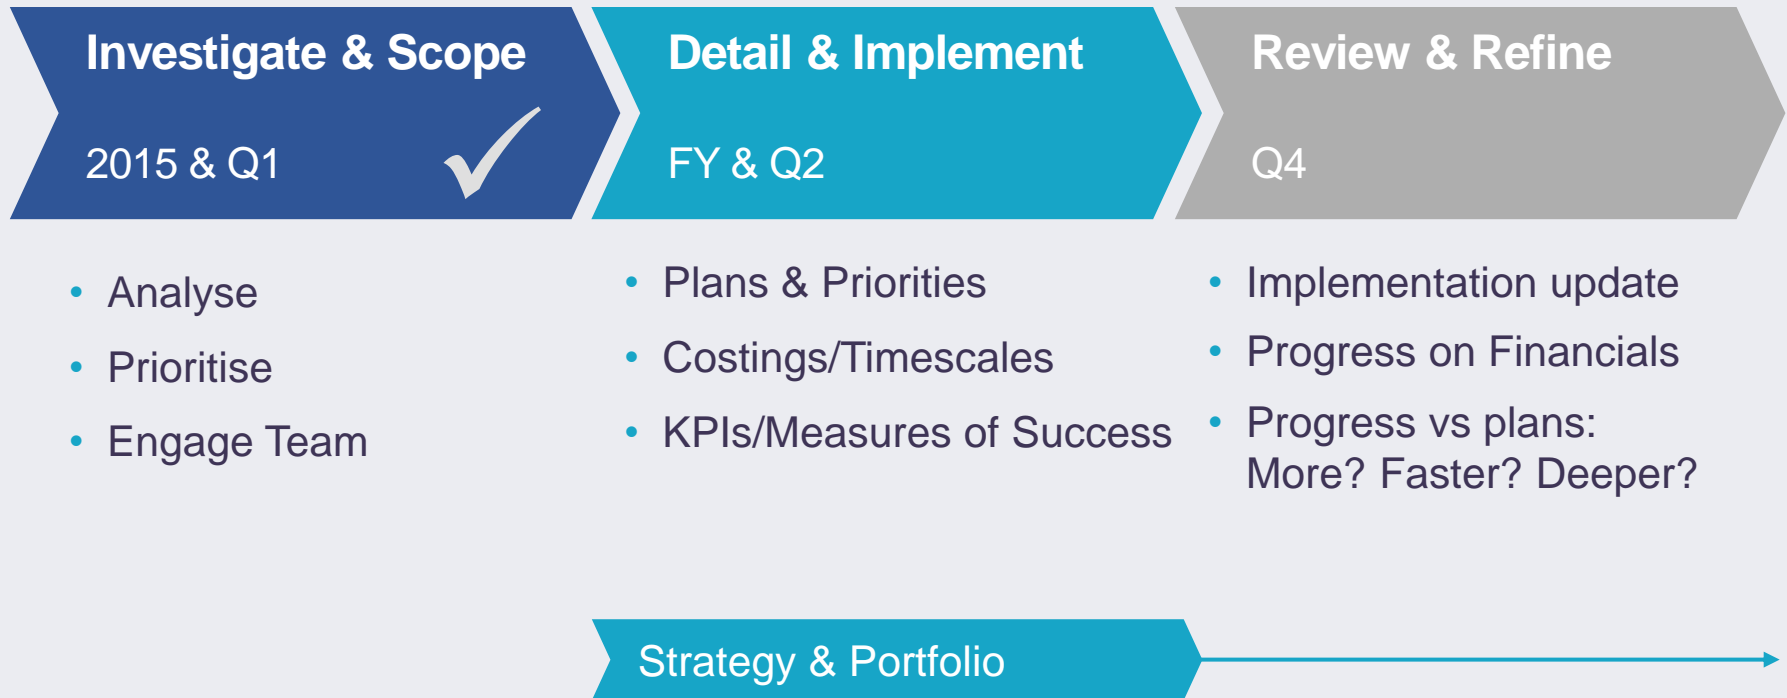 Investigate & Scope
2015 & Q1
• Analyse
• Prioritise
• Engage Team
Detail & Implement
FY & Q2
• Plans & Priorities
• Costings/Timescales
• KPIs/Measures of Success
Review & Refine
Q4
• Implementation update
• Progress on Financials
• Progress vs plans:
More? Faster? Deeper?
Strategy & Portfolio